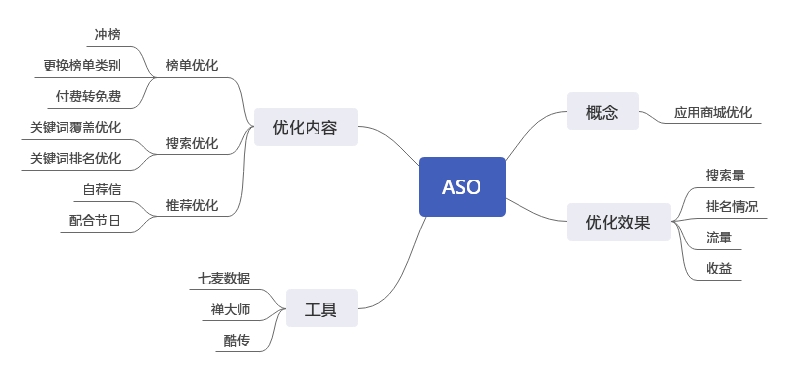 ASO
概念
应用商城优化
优化效果
搜索量
排名情况
流量
收益
优化内容
榜单优化
冲榜
更换榜单类别
付费转免费
搜索优化
关键词覆盖优化
关键词排名优化
推荐优化
自荐信
配合节日
工具
七麦数据
禅大师
酷传